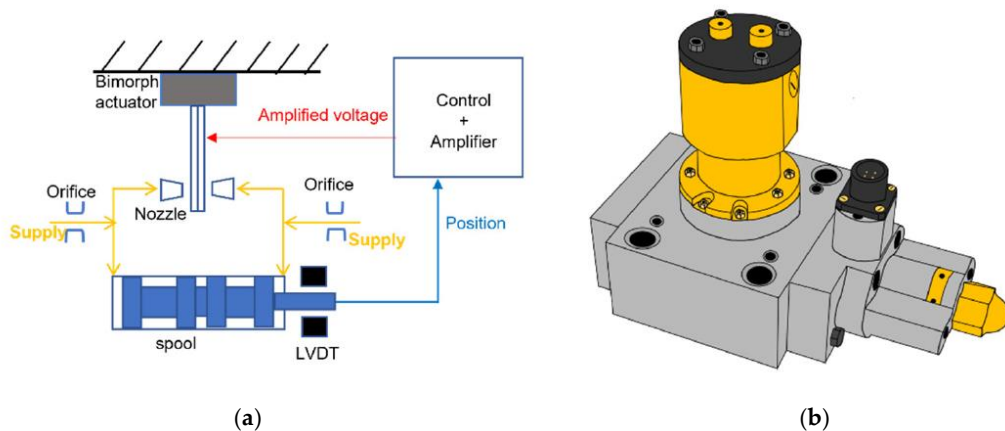 Bimorph
actuator
Amplified voltage
Control
+
Amplifier
Orifice
Nozzle
Orifice
Supply
Supply
Position
spool
LVDT
(a)
(b)